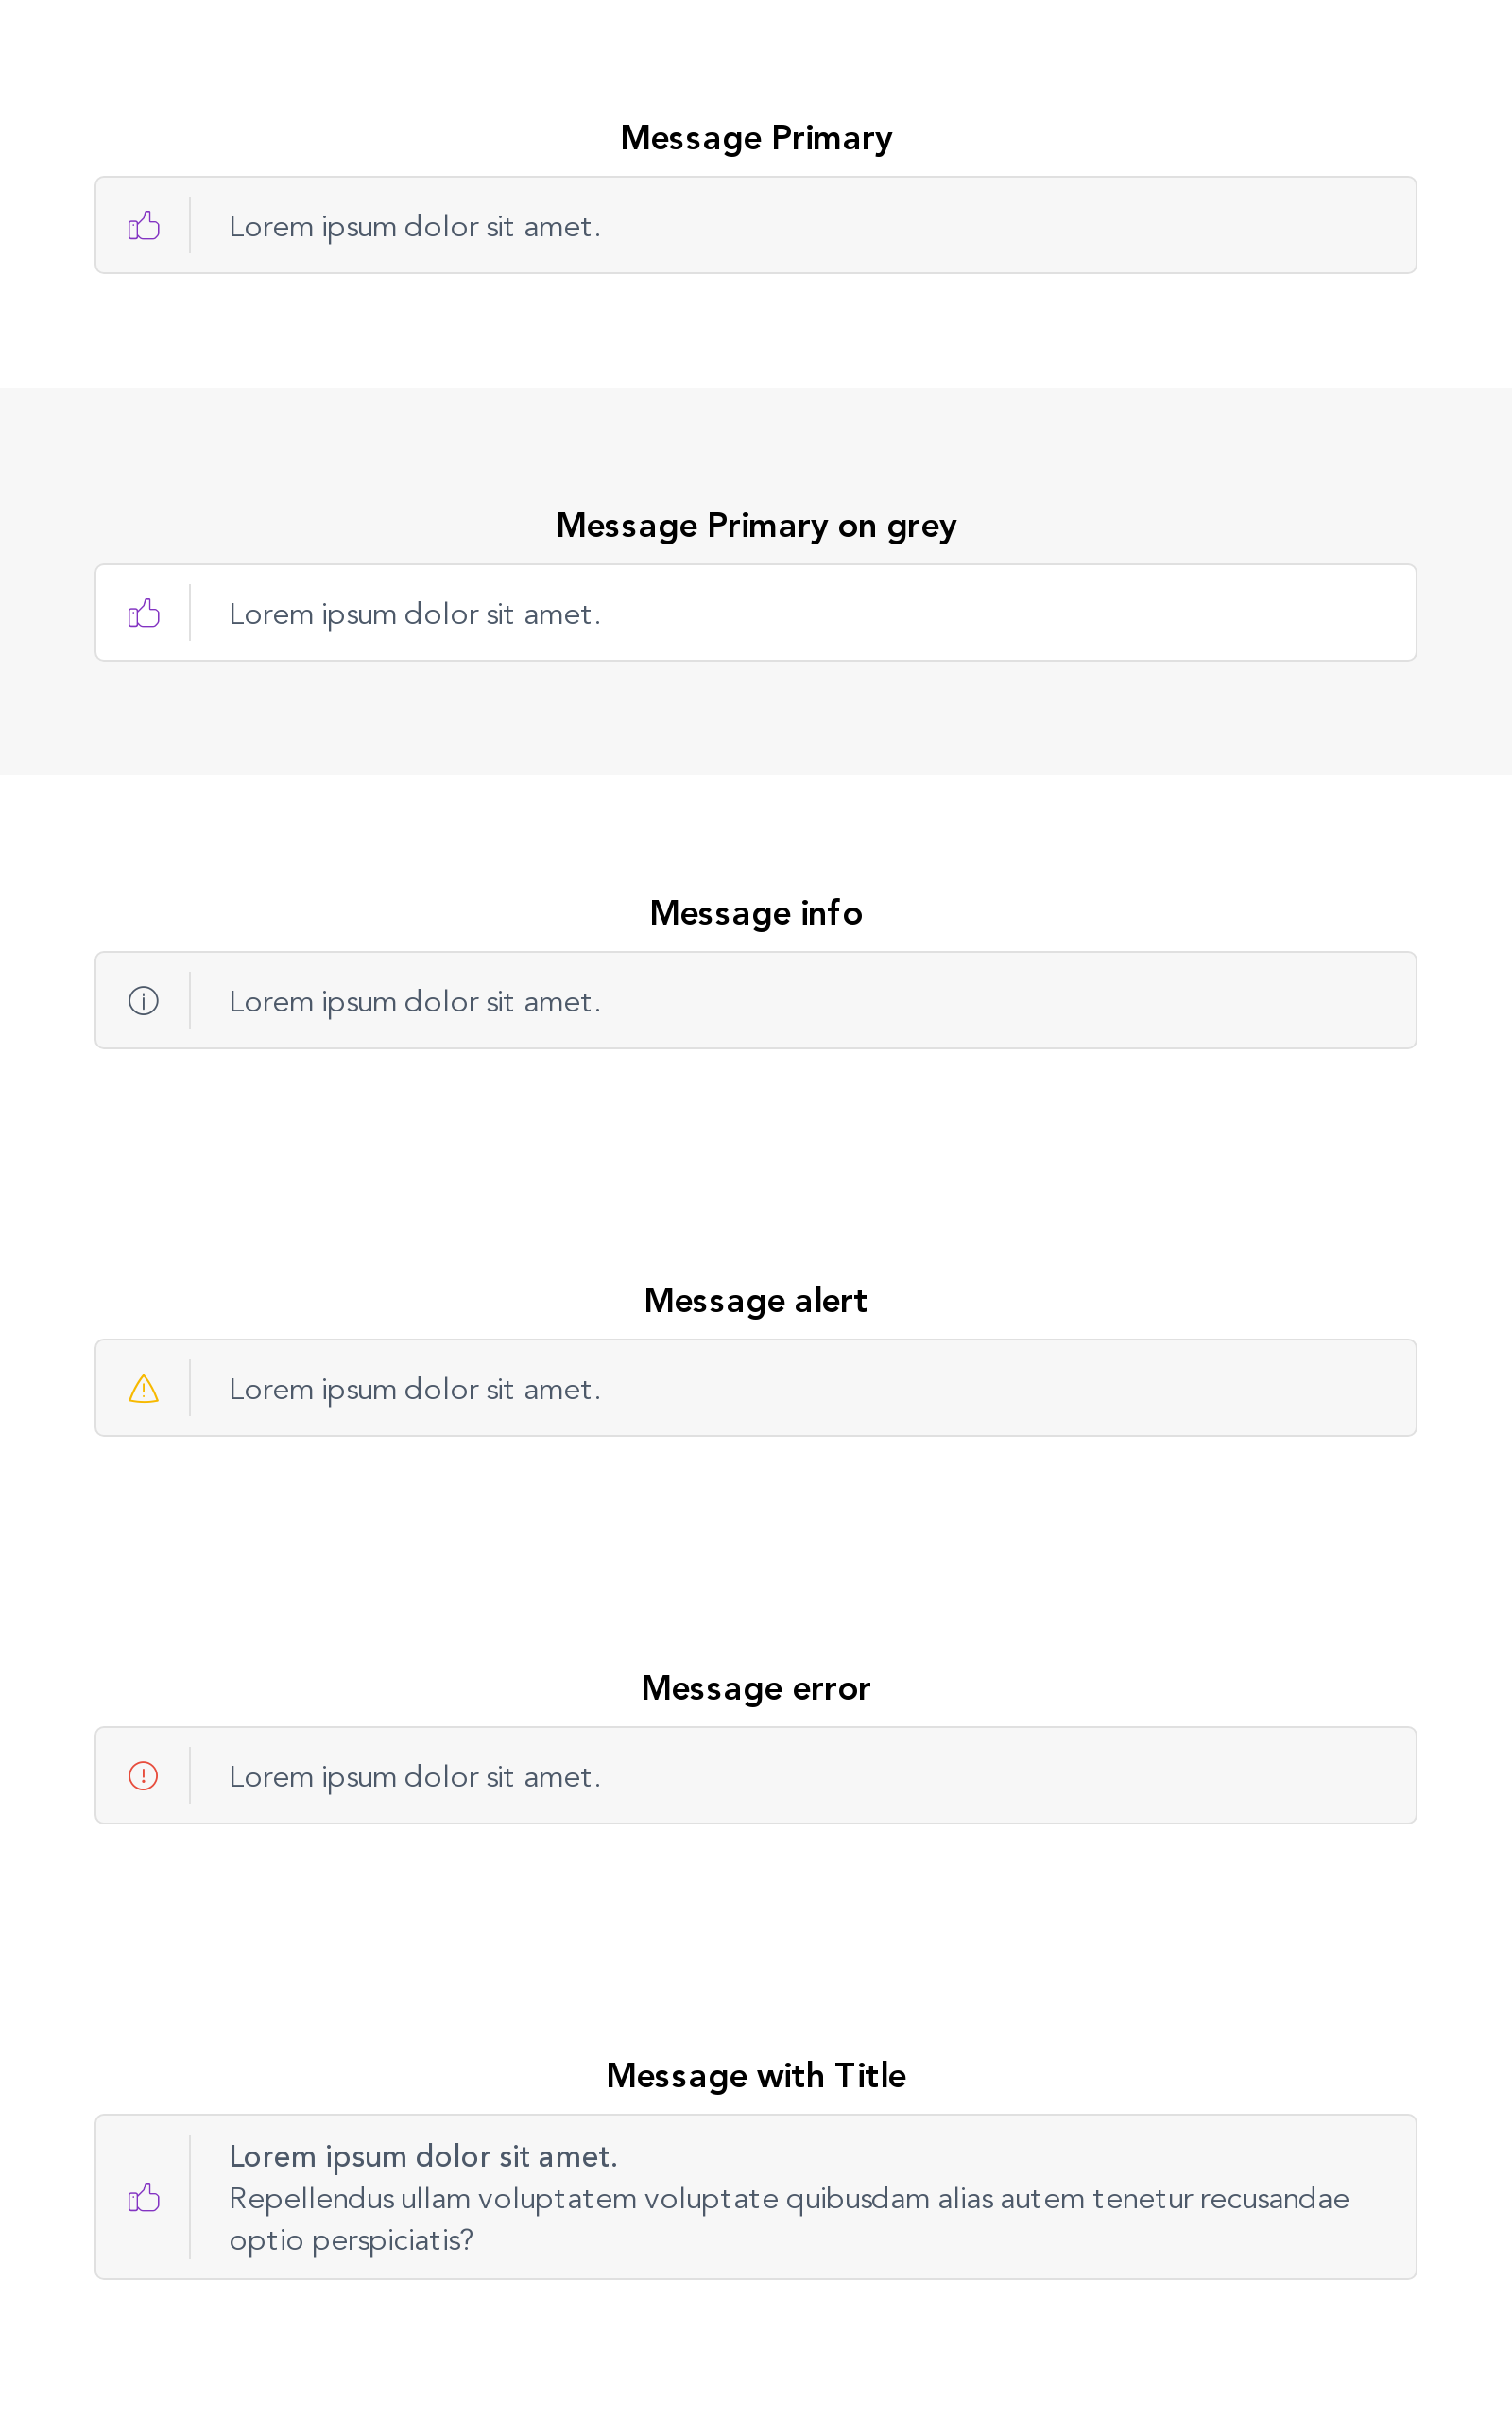 Message Primary
Lorem ipsum dolor sit amet.
Message Primary on grey
Lorem ipsum dolor sit amet.
Message info
Lorem ipsum dolor sit amet.
Message alert
Lorem ipsum dolor sit amet.
Message error
Lorem ipsum dolor sit amet.
Message with Title
Lorem ipsum dolor sit amet.
Repellendus ullam voluptatem voluptate quibusdam alias autem tenetur recusandae
optio perspiciatis?